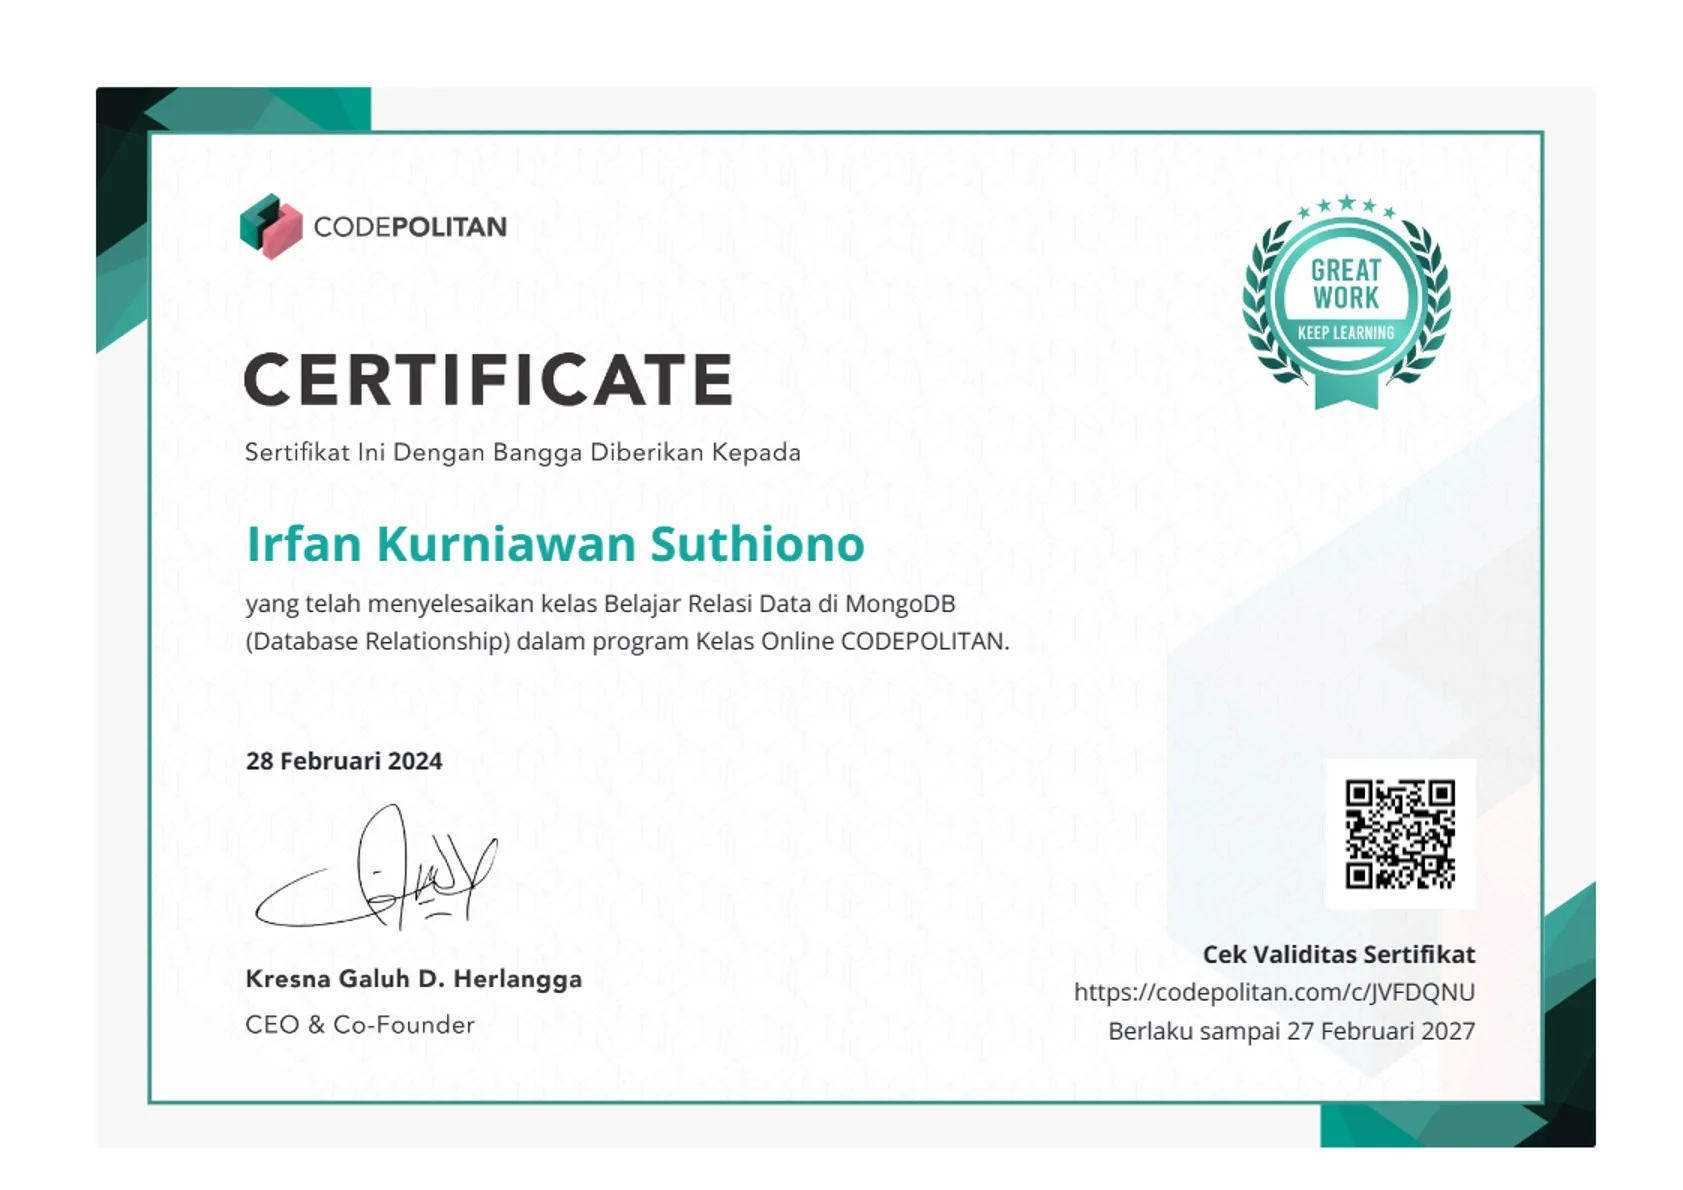 CODEPOLITAN
GREAT
WORK
KEEP LEARNING
CERTIFICATE
Sertifikat Ini Dengan Bangga Diberikan Kepada
Irfan Kurniawan Suthiono
yang telah menyelesaikan kelas Belajar Relasi Data di MongoDB
(Database Relationship) dalam program Kelas Online CODEPOLITAN.
28 Februari 2024
Kresna Galuh D. Herlangga
CEO & Co-Founder
Cek Validitas Sertifikat
https://codepolitan.com/c/JVFDQNU
Berlaku sampai 27 Februari 2027